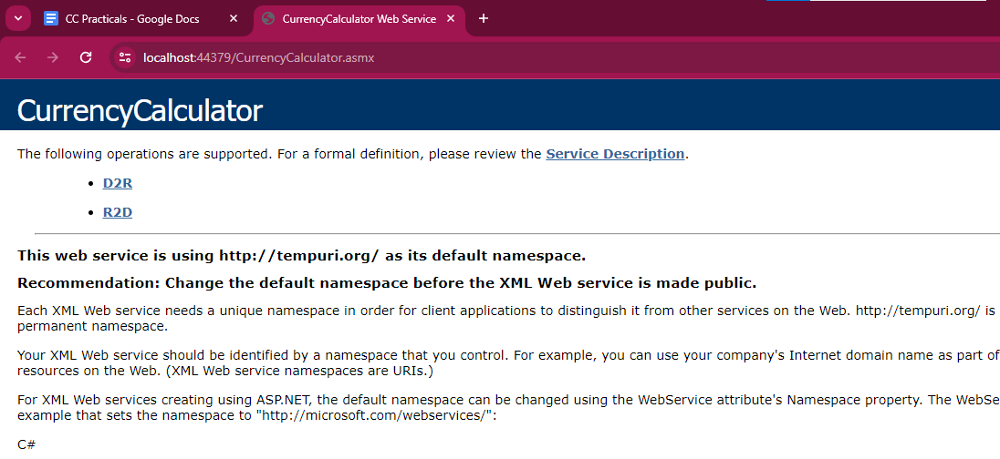 CC Practicals - Google Docs
CurrencyCalculator Web Service
localhost:44379/CurrencyCalculator.asmx
CurrencyCalculator
The following operations are supported. For a formal definition, please review the Service Description.
D2R
R2D
This web service is using http://tempuri.org/ as its default namespace.
Recommendation: Change the default namespace before the XML Web service is made public.
Each XML Web service needs a unique namespace in order for client applications to distinguish it from other services on the Web. http://tempuri.org/ is
permanent namespace.
Your XML Web service should be identified by a namespace that you control. For example, you can use your company's Internet domain name as part of
resources on the Web. (XML Web service namespaces are URIs.)
For XML Web services creating using ASP.NET, the default namespace can be changed using the WebService attribute's Namespace property. The WebSe
example that sets the namespace to "http://microsoft.com/webservices/":
C#